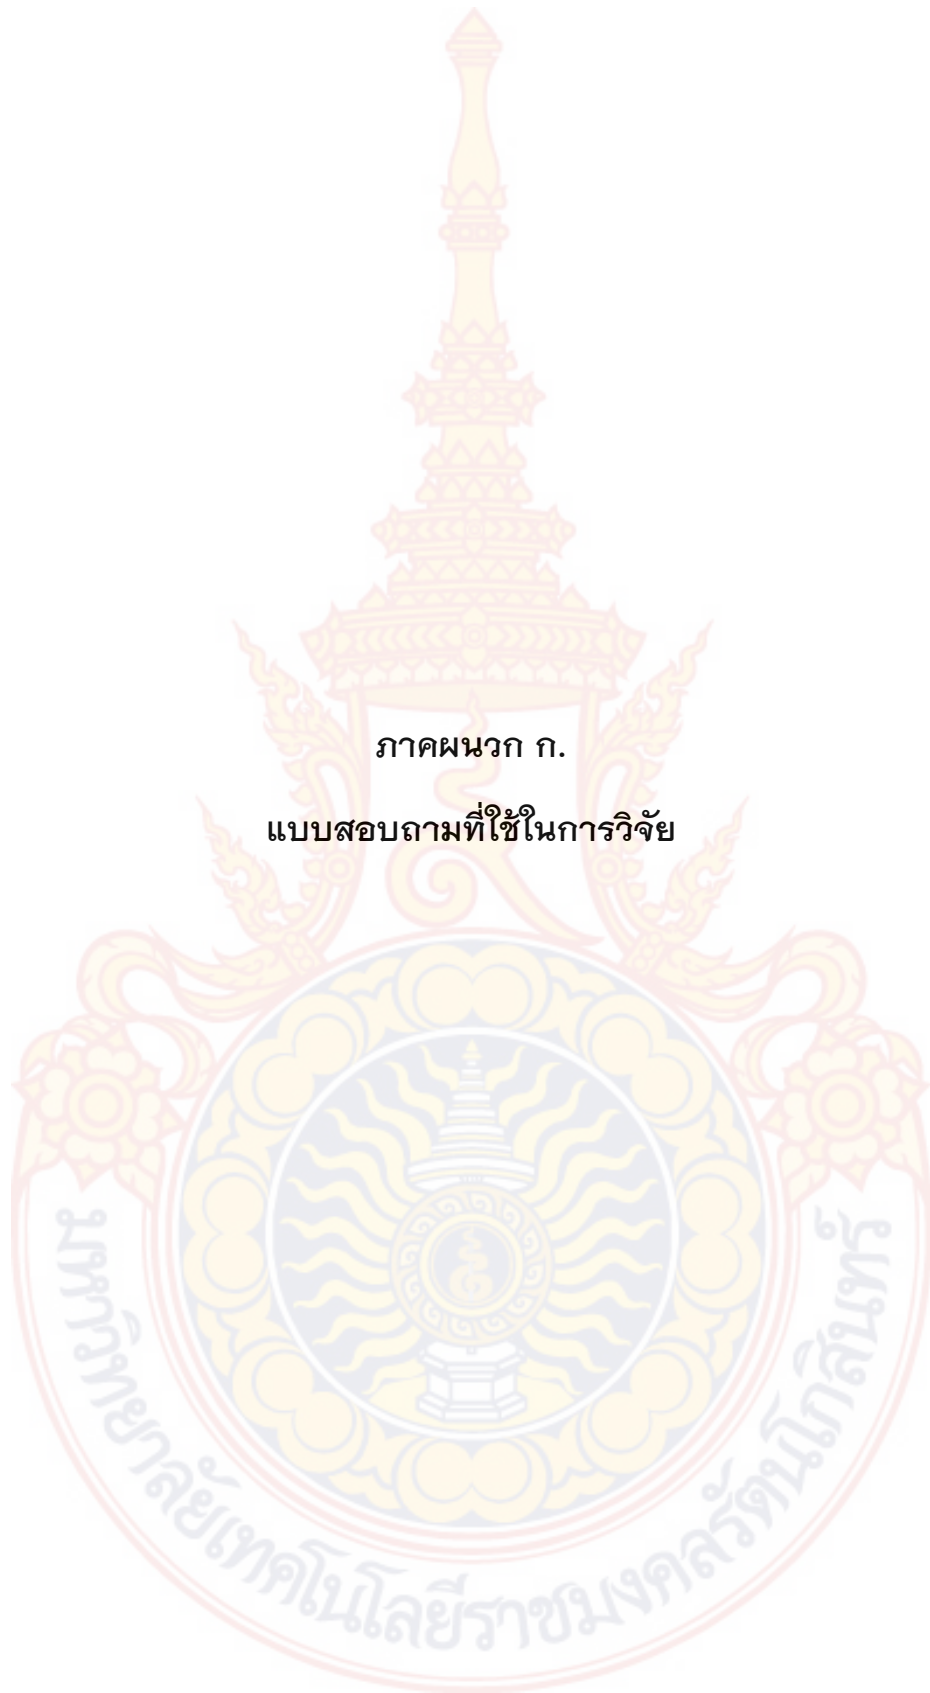 ภาคผนวก ก.
แบบสอบถามที่ใช้ในการวิจัย
มหาวิทยาลัยเทคโนโลยีราชมงคลรัตนโกสินทร์